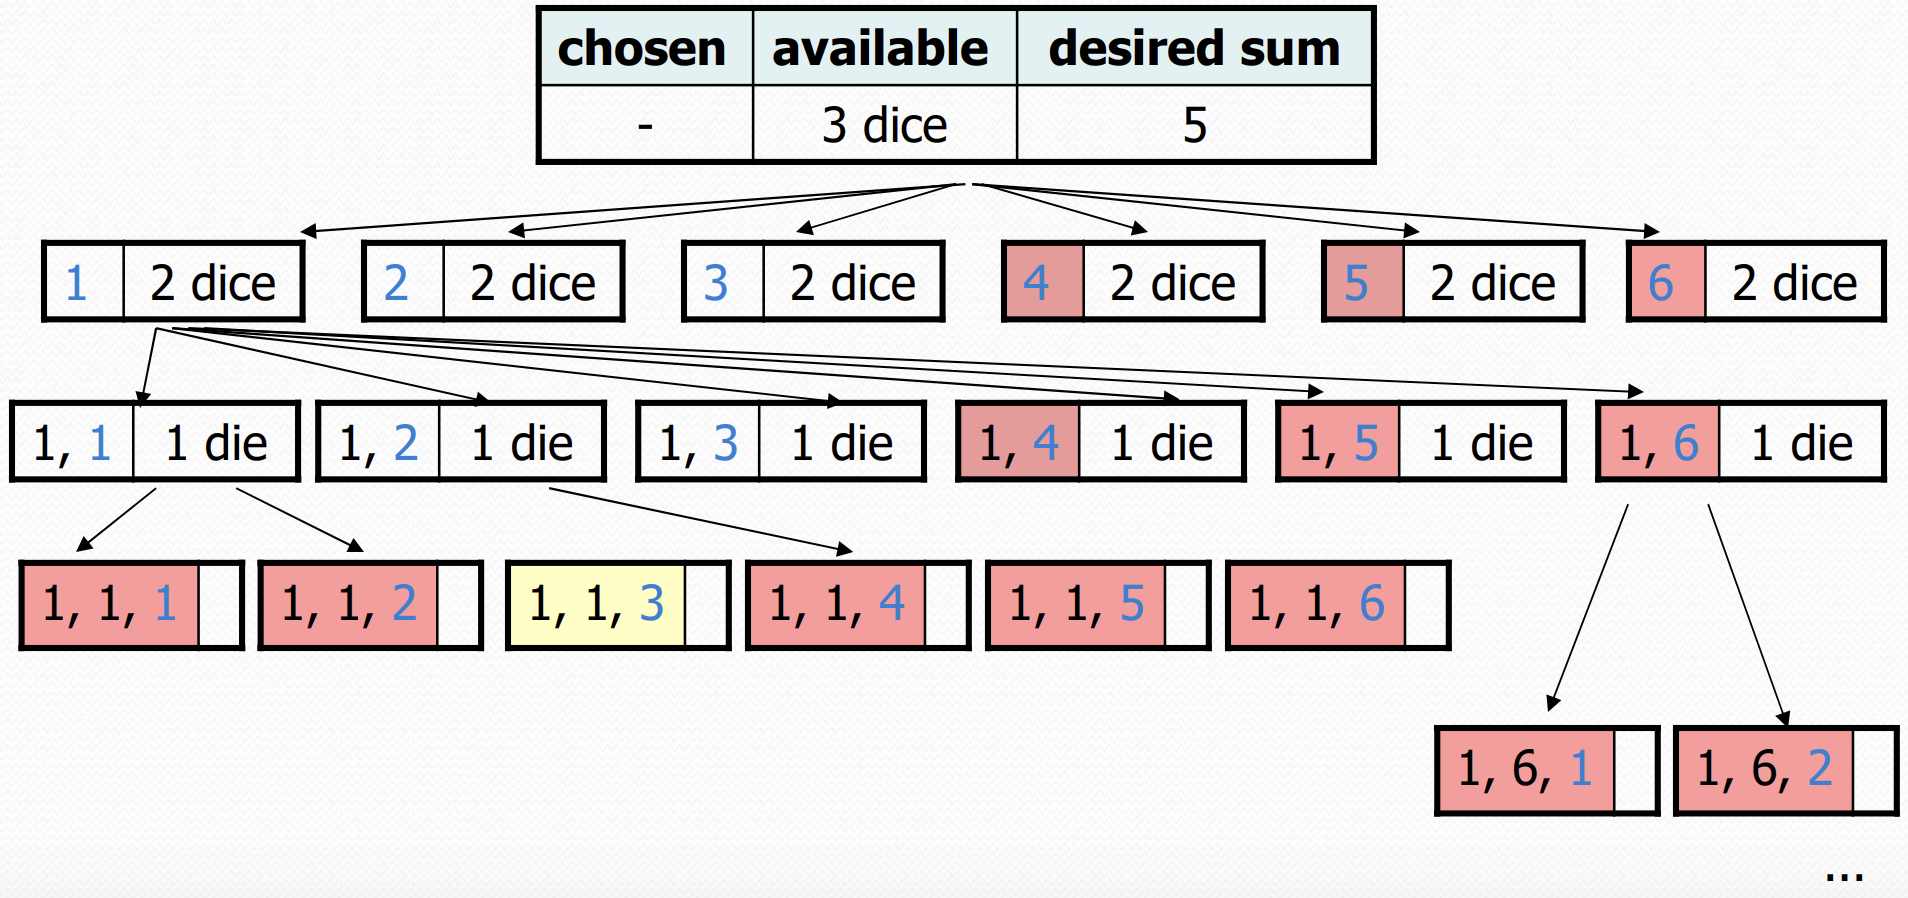 chosen available desired sum
- 3 dice 5
1 2 dice 2 2 dice 3 2 dice 4 2 dice 5 2 dice 6 2 dice
1, 1 1 die 1, 2 1 die 1, 3 1 die 1, 4 1 die 1, 5 1 die 1, 6 1 die
1, 1, 1 1, 1, 2 1, 1, 3 1, 1, 4 1, 1, 5 1, 1, 6
1, 6, 1 1, 6, 2
...